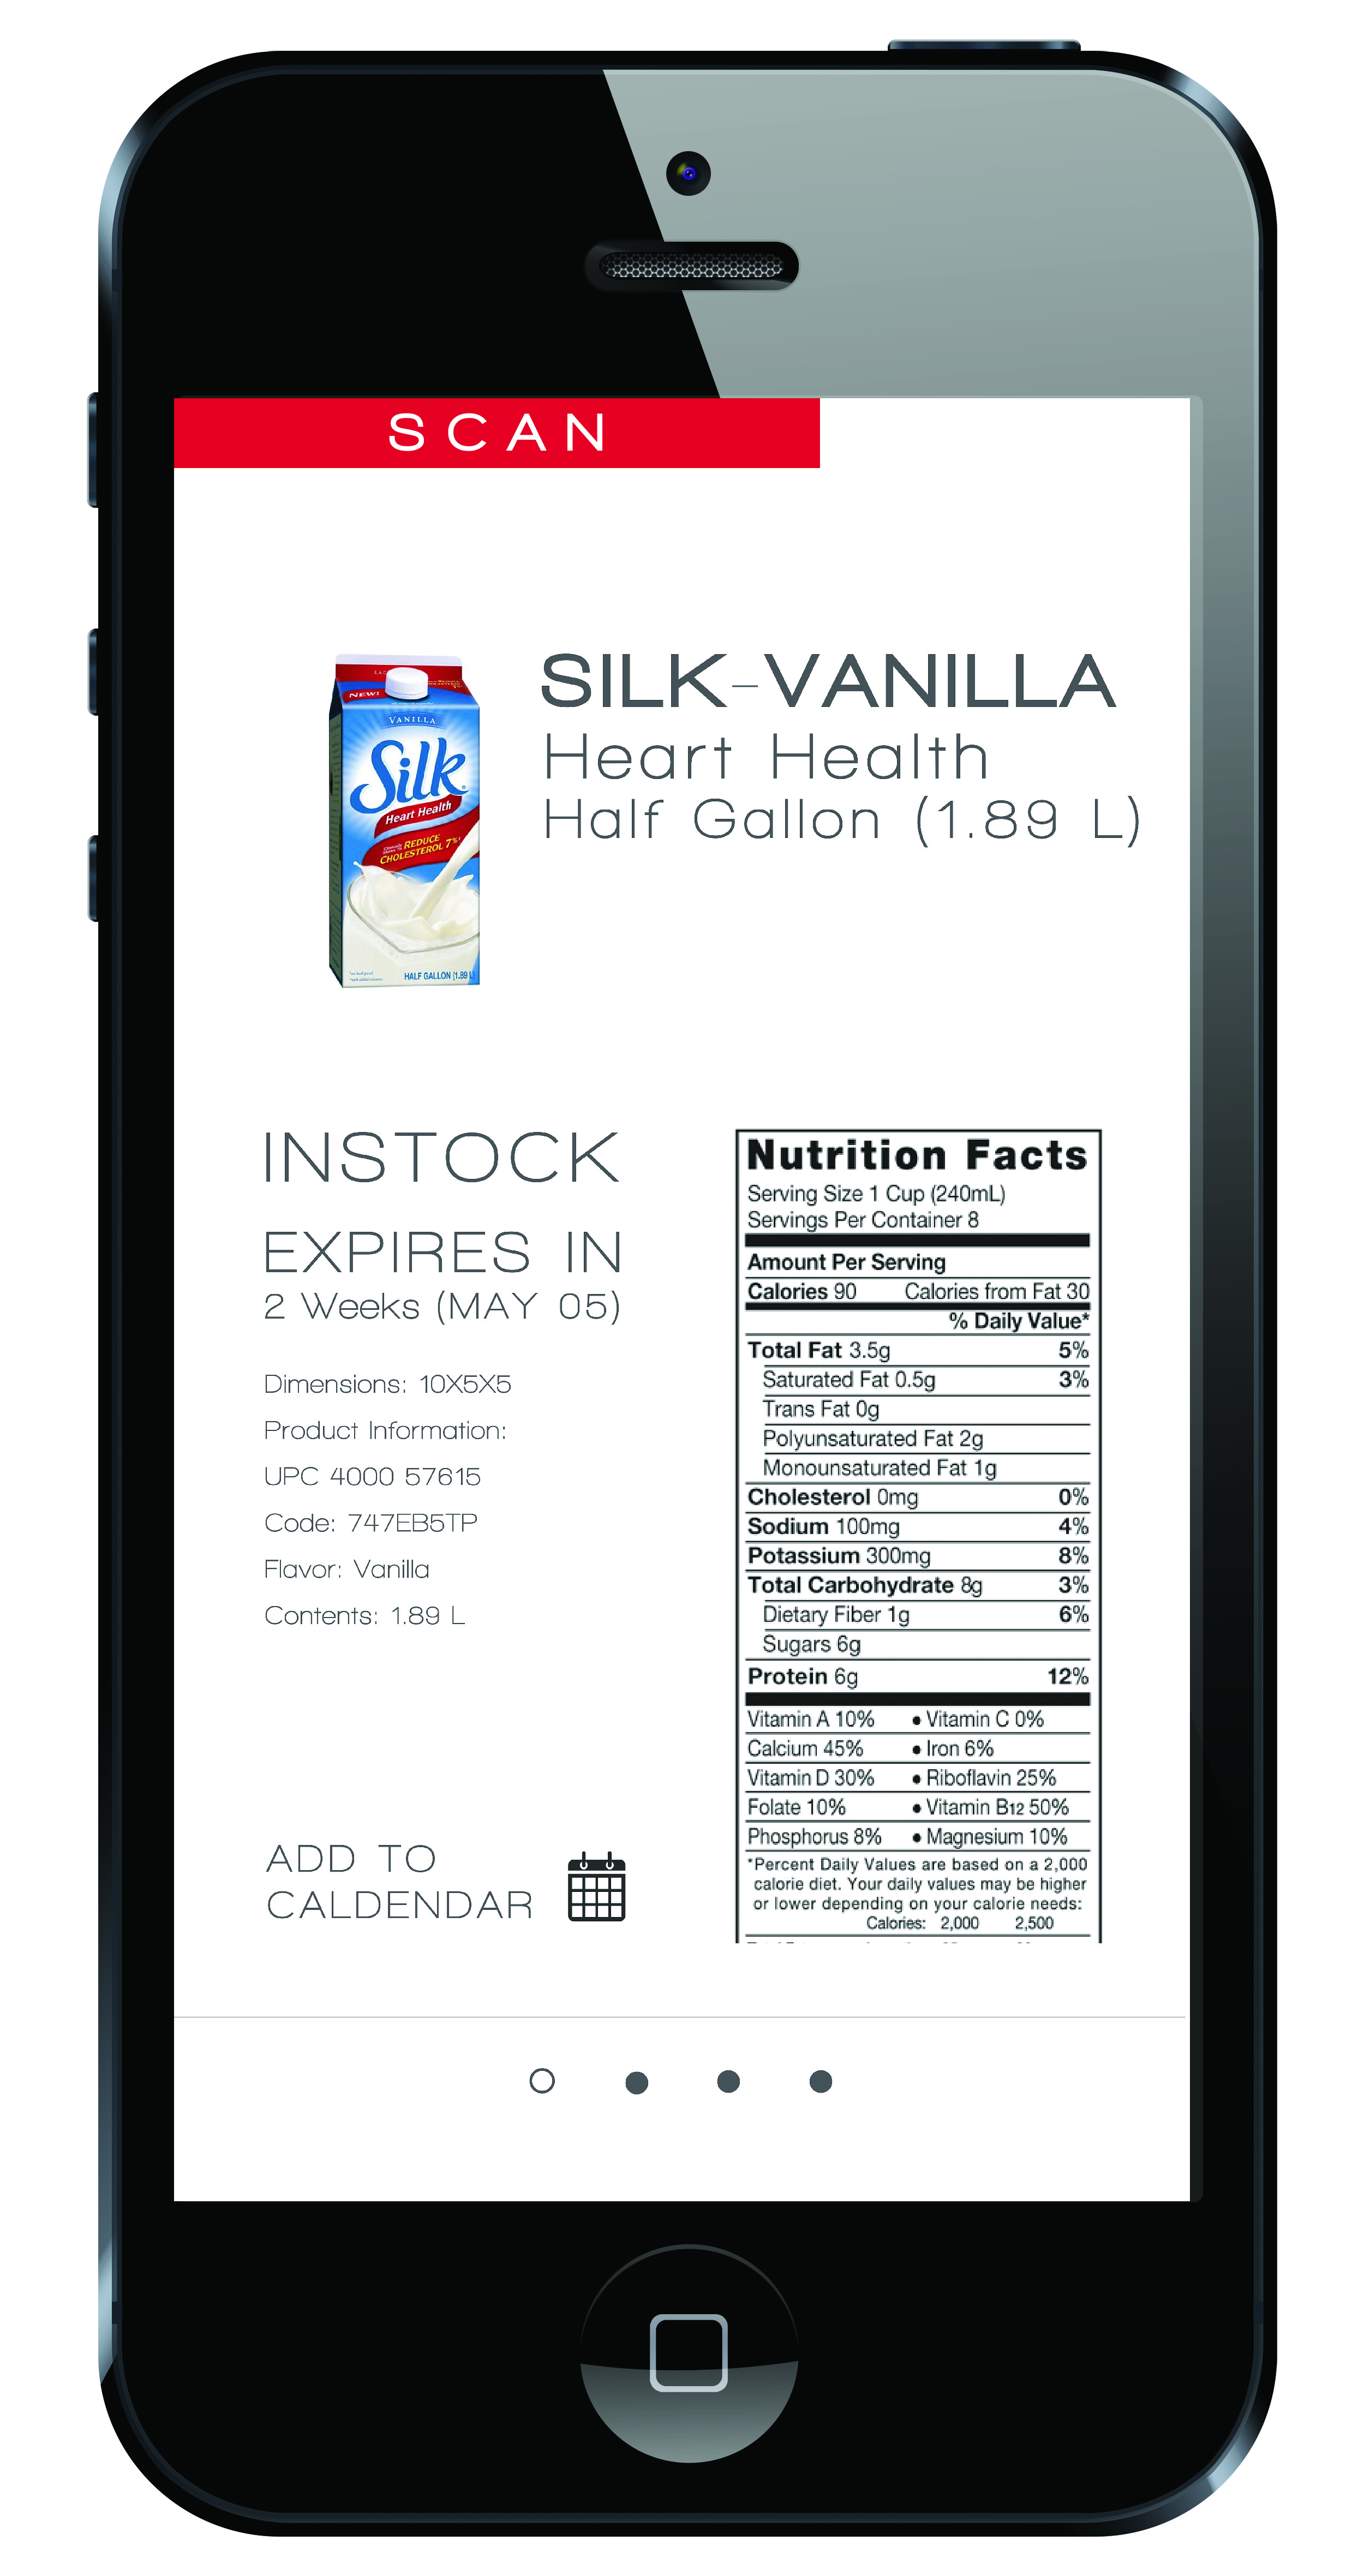 SCAN
LAC
NEW!
VANILLA
Silk
Heart Health
REDUCE
CHOLESTEROL 7%
HALF GALLON (1.89 L)
SILK-VANILLA
Heart Health
Half Gallon (1.89 L)
INSTOCK
EXPIRES IN
2 Weeks (MAY 05)
Dimensions: 10X5X5
Product Information:
UPC 4000 57615
Code: 747EB5TP
Flavor: Vanilla
Contents: 1.89 L
ADD TO
CALDENDAR
Nutrition Facts
Serving Size 1 Cup (240mL)
Servings Per Container 8
Amount Per Serving
Calories 90 Calories from Fat 30
% Daily Value*
Total Fat 3.5g 5%
Saturated Fat 0.5g 3%
Trans Fat 0g
Polyunsaturated Fat 2g
Monounsaturated Fat 1g
Cholesterol 0mg 0%
Sodium 100mg 4%
Potassium 300mg 8%
Total Carbohydrate 8g 3%
Dietary Fiber 1g 6%
Sugars 6g
Protein 6g 12%
Vitamin A 10% • Vitamin C 0%
Calcium 45% • Iron 6%
Vitamin D 30% • Riboflavin 25%
Folate 10% • Vitamin B12 50%
Phosphorus 8% • Magnesium 10%
*Percent Daily Values are based on a 2,000
calorie diet. Your daily values may be higher
or lower depending on your calorie needs:
Calories: 2,000 2,500